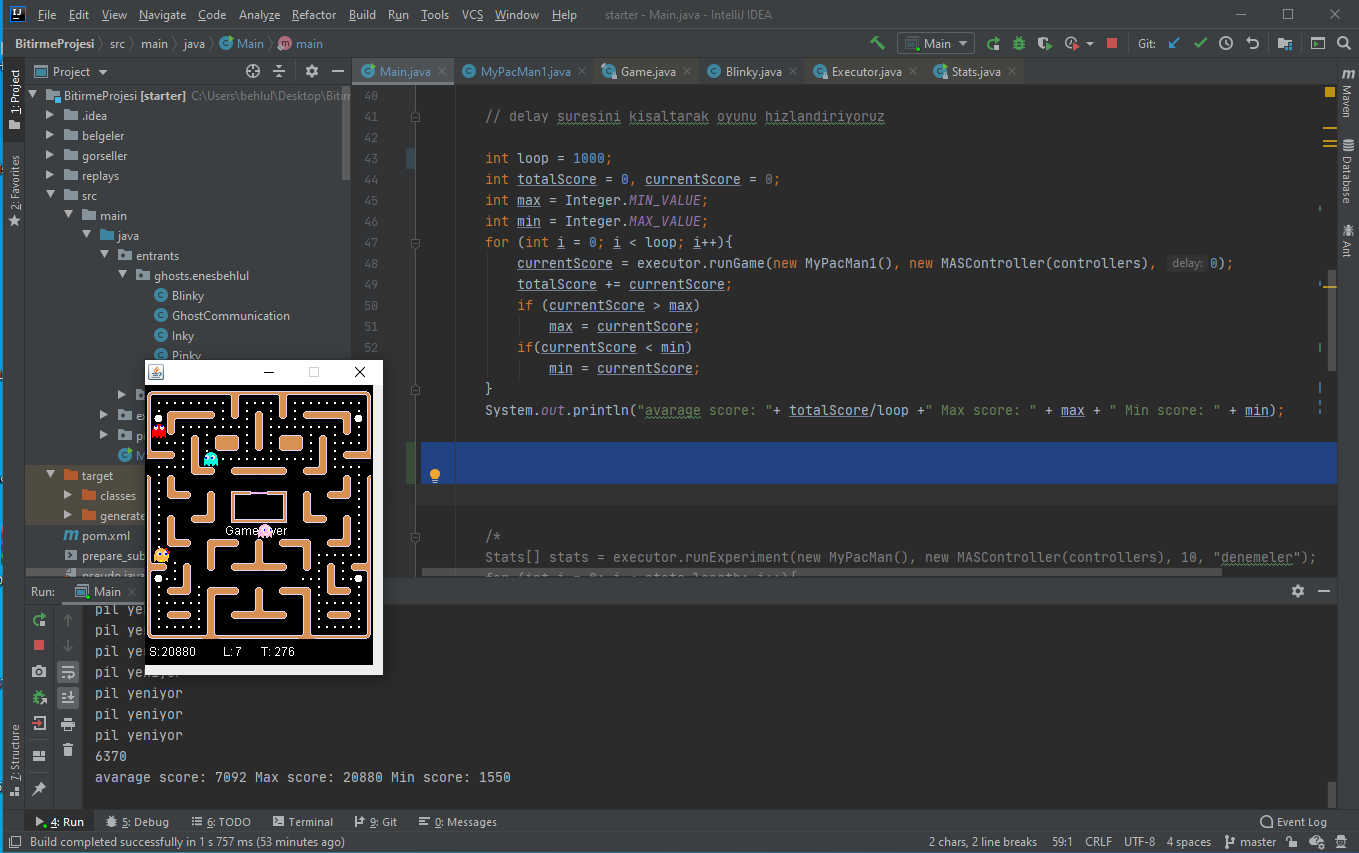 File Edit View Navigate Code Analyze Refactor Build Run Tools VCS Window Help starter - Main.java - IntelliJ IDEA
BitirmeProjesi src main java Main main Main Git:
Project Main.java MyPacMan1.java Game.java Blinky.java Executor.java Stats.java
1: Project
2: Favorites
7: Structure
Maven
Database
Ant
BitirmeProjesi [starter] C:\Users\behlul\Desktop\Bitirr
.idea
belgeler
gorseller
replays
src
main
java
entrants
ghosts.enesbehlul
Blinky
GhostCommunication
Inky
Pinky
target
classes
generate
pom.xml
prepare_sub
pseudo.java
40
41 // delay suresini kisaltarak oyunu hizlandiriyoruz
42
43 int loop = 1000;
44 int totalScore = 0, currentScore = 0;
45 int max = Integer.MIN_VALUE;
46 int min = Integer.MAX_VALUE;
47 for (int i = 0; i < loop; i++){
48 currentScore = executor.runGame(new MyPacMan1(), new MASController(controllers), delay: 0);
49 totalScore += currentScore;
50 if (currentScore > max)
51 max = currentScore;
52 if(currentScore < min)
min = currentScore;
}
System.out.println("avarage score: "+ totalScore/loop +" Max score: " + max + " Min score: " + min);
/*
Stats[] stats = executor.runExperiment(new MyPacMan(), new MASController(controllers), 10, "denemeler");
for (int i = 0; i < stats.length; i++){
Game Over
S:20880 L: 7 T: 276
Run: Main
pil ye
pil ye
pil ye
pil yeniyor
pil yeniyor
pil yeniyor
pil yeniyor
6370
avarage score: 7092 Max score: 20880 Min score: 1550
4: Run 5: Debug 6: TODO Terminal 9: Git 0: Messages Event Log
Build completed successfully in 1 s 757 ms (53 minutes ago) 2 chars, 2 line breaks 59:1 CRLF UTF-8 4 spaces master